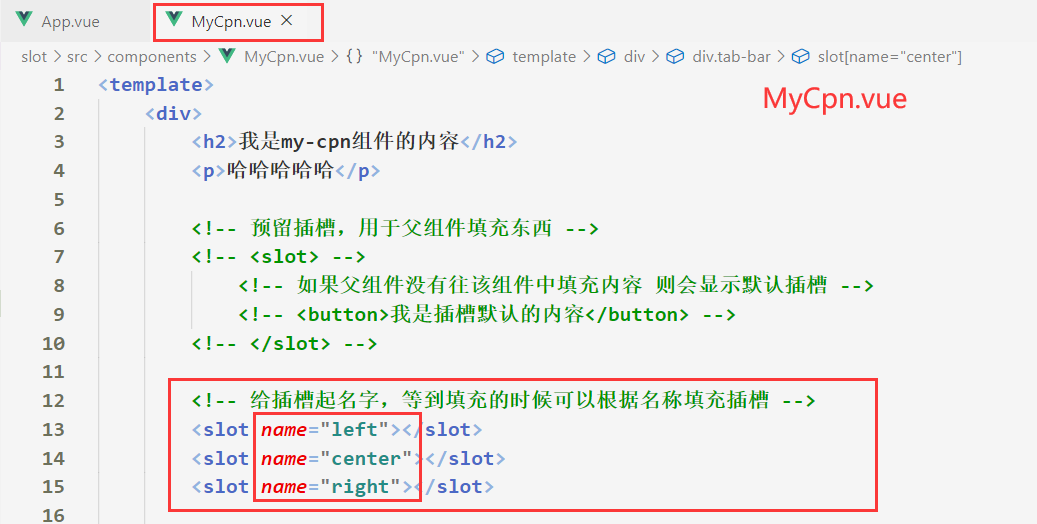 App.vue MyCpn.vue ×
slot > src > components > MyCpn.vue > {} "MyCpn.vue" > template > div > div.tab-bar > slot[name="center"]
MyCpn.vue
1 <template>
2 <div>
3 <h2>我是my-cpn组件的内容</h2>
4 <p>哈哈哈哈哈</p>
5
6 <!-- 预留插槽，用于父组件填充东西 -->
7 <!-- <slot> -->
8 <!-- 如果父组件没有往该组件中填充内容 则会显示默认插槽 -->
9 <!-- <button>我是插槽默认的内容</button> -->
10 <!-- </slot> -->
11
12 <!-- 给插槽起名字，等到填充的时候可以根据名称填充插槽 -->
13 <slot name="left"></slot>
14 <slot name="center"></slot>
15 <slot name="right"></slot>
16